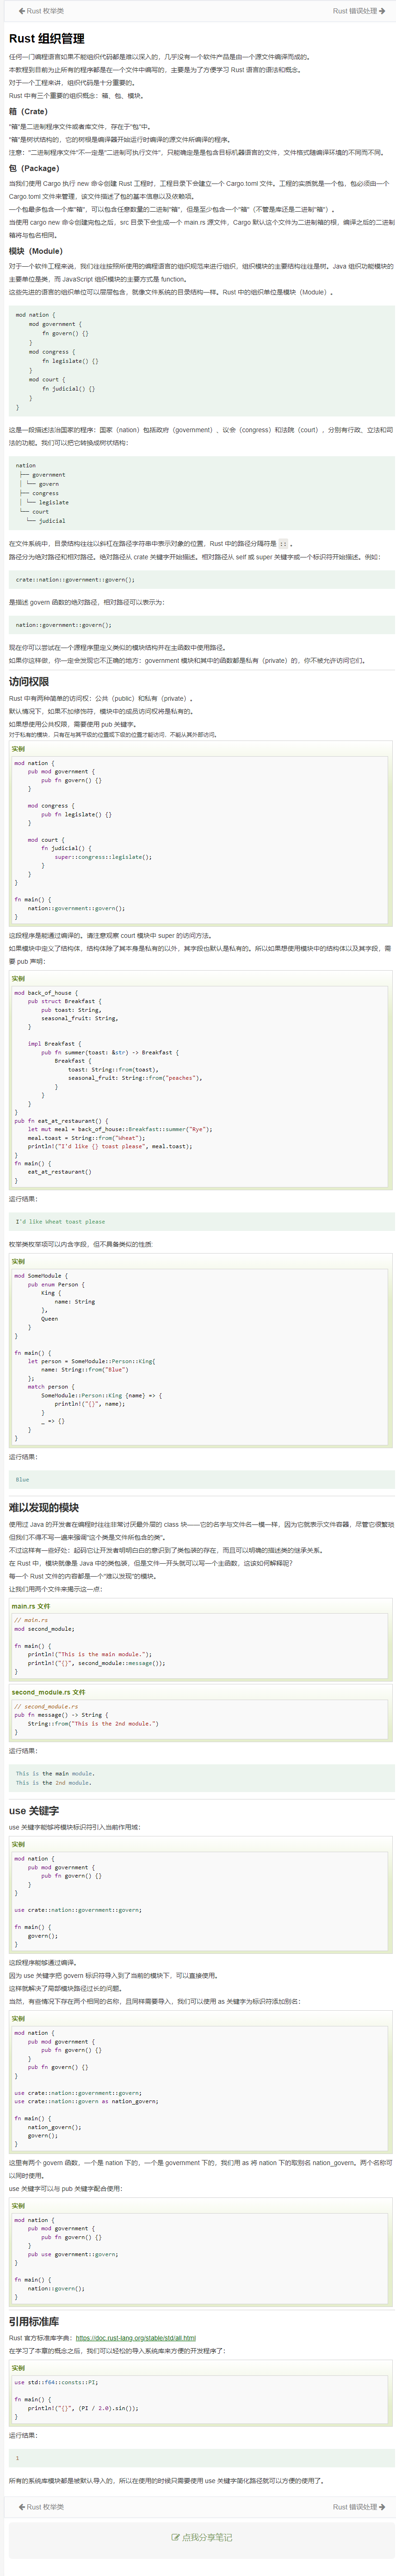 ← Rust 枚举类
Rust 错误处理 →
Rust 组织管理
任何一门编程语言如果不能组织代码都是难以深入的，几乎没有一个软件产品是由一个源文件编译而成的。
本教程到目前为止所有的程序都是在一个文件中编写的，主要是为了方便学习 Rust 语言的语法和概念。
对于一个工程来讲，组织代码是十分重要的。
Rust 中有三个重要的组织概念：箱、包、模块。
箱（Crate）
"箱"是二进制程序文件或者库文件，存在于"包"中。
"箱"是树状结构的，它的树根是编译器开始运行时编译的源文件所编译的程序。
注意："二进制程序文件"不一定是"二进制可执行文件"，只能确定是是包含目标机器语言的文件，文件格式随编译环境的不同而不同。
包（Package）
当我们使用 Cargo 执行 new 命令创建 Rust 工程时，工程目录下会建立一个 Cargo.toml 文件。工程的实质就是一个包，包必须由一个
Cargo.toml 文件来管理，该文件描述了包的基本信息以及依赖项。
一个包最多包含一个库"箱"，可以包含任意数量的二进制"箱"，但是至少包含一个"箱"（不管是库还是二进制"箱"）。
当使用 cargo new 命令创建完包之后，src 目录下会生成一个 main.rs 源文件，Cargo 默认这个文件为二进制箱的根，编译之后的二进制
箱将与包名相同。
模块（Module）
对于一个软件工程来说，我们往往按照所使用的编程语言的组织规范来进行组织，组织模块的主要结构往往是树。Java 组织功能模块的
主要单位是类，而 JavaScript 组织模块的主要方式是 function。
这些先进的语言的组织单位可以层层包含，就像文件系统的目录结构一样。Rust 中的组织单位是模块（Module）。
mod nation {
    mod government {
        fn govern() {}
    }
    mod congress {
        fn legislate() {}
    }
    mod court {
        fn judicial() {}
    }
}
这是一段描述法治国家的程序：国家（nation）包括政府（government）、议会（congress）和法院（court），分别有行政、立法和司
法的功能。我们可以把它转换成树状结构：
nation
├── government
│ └── govern
├── congress
│ └── legislate
└── court
  └── judicial
在文件系统中，目录结构往往以斜杠在路径字符串中表示对象的位置，Rust 中的路径分隔符是 :: 。
路径分为绝对路径和相对路径。绝对路径从 crate 关键字开始描述。相对路径从 self 或 super 关键字或一个标识符开始描述。例如：
crate::nation::government::govern();
是描述 govern 函数的绝对路径，相对路径可以表示为：
nation::government::govern();
现在你可以尝试在一个源程序里定义类似的模块结构并在主函数中使用路径。
如果你这样做，你一定会发现它不正确的地方：government 模块和其中的函数都是私有（private）的，你不被允许访问它们。
访问权限
Rust 中有两种简单的访问权：公共（public）和私有（private）。
默认情况下，如果不加修饰符，模块中的成员访问权将是私有的。
如果想使用公共权限，需要使用 pub 关键字。
对于私有的模块，只有在与其平级的位置或下级的位置才能访问，不能从其外部访问。
实例
mod nation {
    pub mod government {
        pub fn govern() {}
    }

    mod congress {
        pub fn legislate() {}
    }

    mod court {
        fn judicial() {
            super::congress::legislate();
        }
    }
}

fn main() {
    nation::government::govern();
}
这段程序是能通过编译的。请注意观察 court 模块中 super 的访问方法。
如果模块中定义了结构体，结构体除了其本身是私有的以外，其字段也默认是私有的。所以如果想使用模块中的结构体以及其字段，需
要 pub 声明：
实例
mod back_of_house {
    pub struct Breakfast {
        pub toast: String,
        seasonal_fruit: String,
    }

    impl Breakfast {
        pub fn summer(toast: &str) -> Breakfast {
            Breakfast {
                toast: String::from(toast),
                seasonal_fruit: String::from("peaches"),
            }
        }
    }
}
pub fn eat_at_restaurant() {
    let mut meal = back_of_house::Breakfast::summer("Rye");
    meal.toast = String::from("Wheat");
    println!("I'd like {} toast please", meal.toast);
}
fn main() {
    eat_at_restaurant()
}
运行结果：
I'd like Wheat toast please
枚举类枚举项可以内含字段，但不具备类似的性质:
实例
mod SomeModule {
    pub enum Person {
        King {
            name: String
        },
        Queen
    }
}

fn main() {
    let person = SomeModule::Person::King{
        name: String::from("Blue")
    };
    match person {
        SomeModule::Person::King {name} => {
            println!("{}", name);
        }
        _ => {}
    }
}
运行结果：
Blue
难以发现的模块
使用过 Java 的开发者在编程时往往非常讨厌最外层的 class 块——它的名字与文件名一模一样，因为它就表示文件容器，尽管它很繁琐
但我们不得不写一遍来强调"这个类是文件所包含的类"。
不过这样有一些好处：起码它让开发者明明白白的意识到了类包装的存在，而且可以明确的描述类的继承关系。
在 Rust 中，模块就像是 Java 中的类包装，但是文件一开头就可以写一个主函数，这该如何解释呢？
每一个 Rust 文件的内容都是一个"难以发现"的模块。
让我们用两个文件来揭示这一点：
main.rs 文件
// main.rs
mod second_module;

fn main() {
    println!("This is the main module.");
    println!("{}", second_module::message());
}
second_module.rs 文件
// second_module.rs
pub fn message() -> String {
    String::from("This is the 2nd module.")
}
运行结果：
This is the main module.
This is the 2nd module.
use 关键字
use 关键字能够将模块标识符引入当前作用域：
实例
mod nation {
    pub mod government {
        pub fn govern() {}
    }
}

use crate::nation::government::govern;

fn main() {
    govern();
}
这段程序能够通过编译。
因为 use 关键字把 govern 标识符导入到了当前的模块下，可以直接使用。
这样就解决了局部模块路径过长的问题。
当然，有些情况下存在两个相同的名称，且同样需要导入，我们可以使用 as 关键字为标识符添加别名：
实例
mod nation {
    pub mod government {
        pub fn govern() {}
    }
    pub fn govern() {}
}

use crate::nation::government::govern;
use crate::nation::govern as nation_govern;

fn main() {
    nation_govern();
    govern();
}
这里有两个 govern 函数，一个是 nation 下的，一个是 government 下的，我们用 as 将 nation 下的取别名 nation_govern。两个名称可
以同时使用。
use 关键字可以与 pub 关键字配合使用：
实例
mod nation {
    pub mod government {
        pub fn govern() {}
    }
    pub use government::govern;
}

fn main() {
    nation::govern();
}
引用标准库
Rust 官方标准库字典：https://doc.rust-lang.org/stable/std/all.html
在学习了本章的概念之后，我们可以轻松的导入系统库来方便的开发程序了：
实例
use std::f64::consts::PI;

fn main() {
    println!("{}", (PI / 2.0).sin());
}
运行结果：
1
所有的系统库模块都是被默认导入的，所以在使用的时候只需要使用 use 关键字简化路径就可以方便的使用了。
← Rust 枚举类
Rust 错误处理 →
点我分享笔记